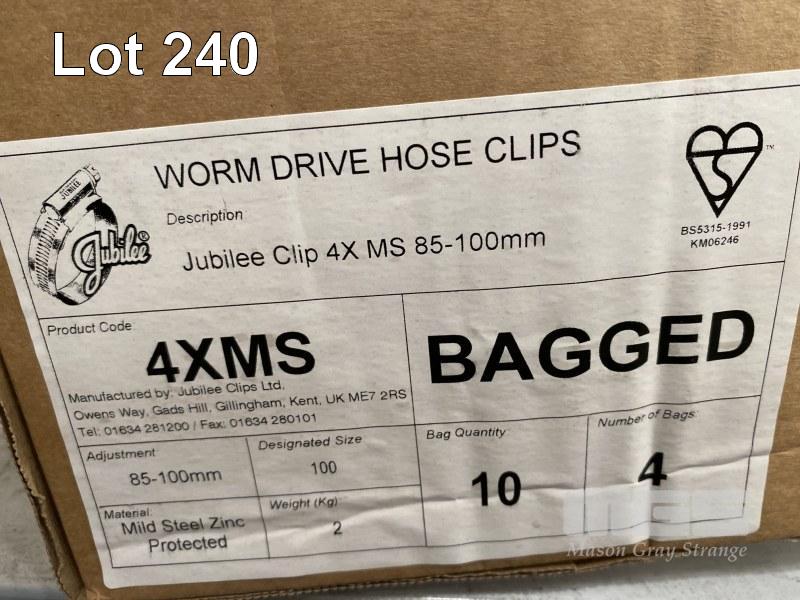 Lot 240
WORM DRIVE HOSE CLIPS
JUBILEE
Jubilee®
Description
Jubilee Clip 4X MS 85-100mm
S
TM
BS5315-1991
KM06246
Product Code:
4XMS
Manufactured by: Jubilee Clips Ltd,
Owens Way, Gads Hill, Gillingham, Kent, UK ME7 2RS
Tel: 01634 281200 / Fax: 01634 280101
BAGGED
Adjustment
85-100mm
Designated Size
100
Bag Quantity:
10
Number of Bags:
4
Material:
Mild Steel Zinc
Protected
Weight (Kg):
2
Mason Gray Strange